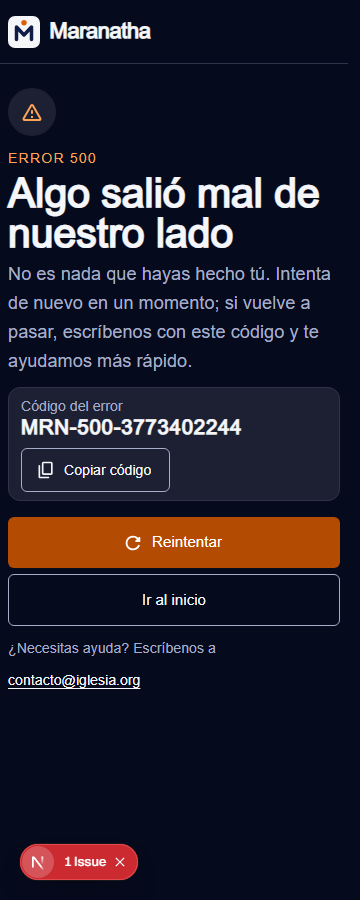 Maranatha
ERROR 500
Algo salió mal de
nuestro lado
No es nada que hayas hecho tú. Intenta
de nuevo en un momento; si vuelve a
pasar, escríbenos con este código y te
ayudamos más rápido.
Código del error
MRN-500-3773402244
Copiar código
Reintentar
Ir al inicio
¿Necesitas ayuda? Escríbenos a
contacto@iglesia.org
N 1 Issue